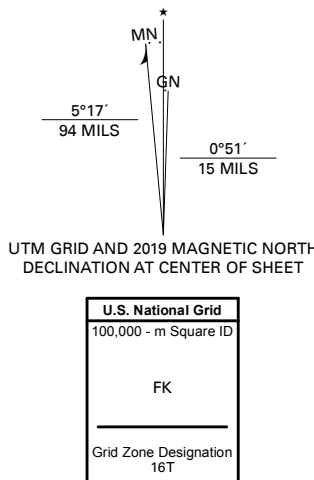 ★
MN
GN
5°17´
94 MILS
0°51´
15 MILS
UTM GRID AND 2019 MAGNETIC NORTH
DECLINATION AT CENTER OF SHEET
U.S. National Grid
100,000 - m Square ID
FK
Grid Zone Designation
16T